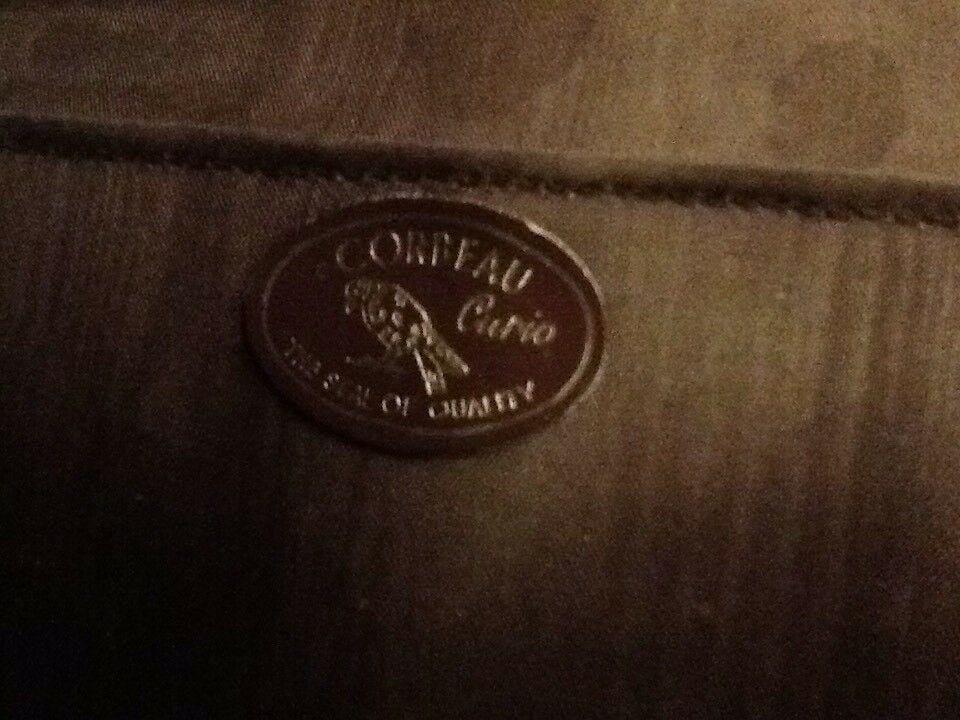 CORBEAU
Curio
THE SEAL OF QUALITY